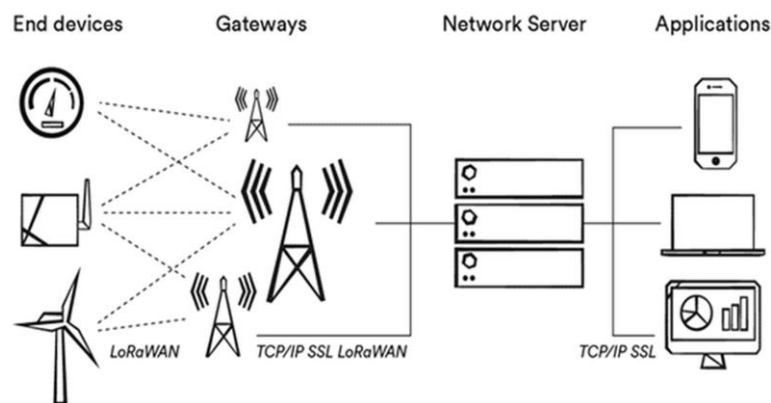 End devices
Gateways
Network Server
Applications
LoRaWAN
TCP/IP SSL LoRaWAN
TCP/IP SSL